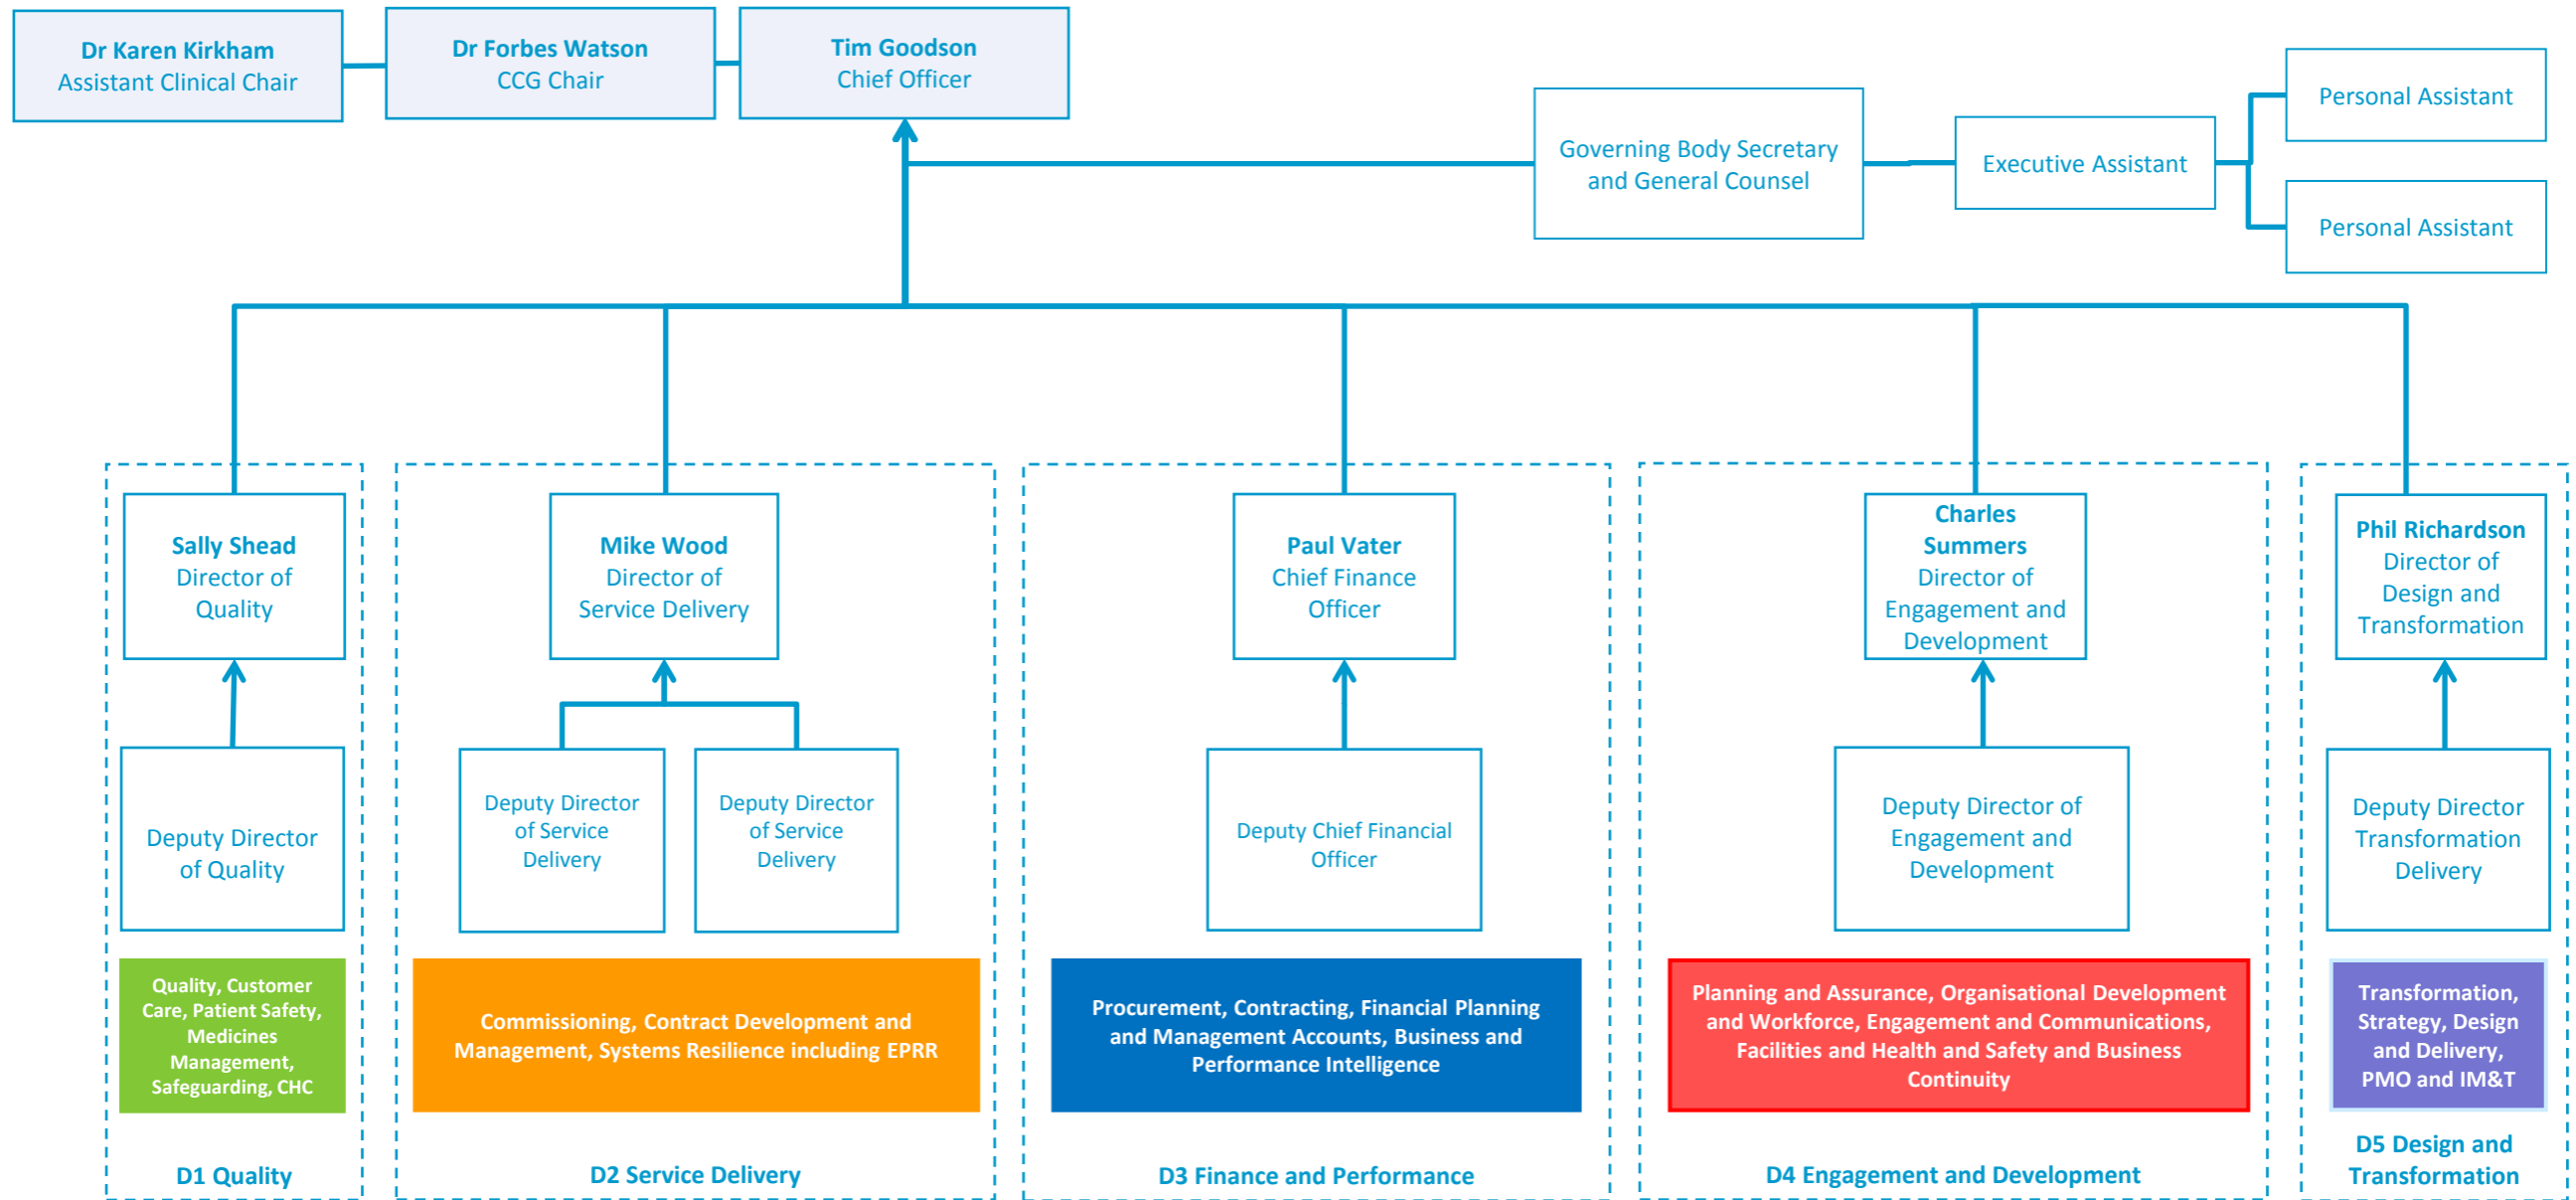 Dr Karen Kirkham
Assistant Clinical Chair
Dr Forbes Watson
CCG Chair
Tim Goodson
Chief Officer
Governing Body Secretary
and General Counsel
Executive Assistant
Personal Assistant
Personal Assistant
Sally Shead
Director of
Quality
Mike Wood
Director of
Service Delivery
Paul Vater
Chief Finance
Officer
Charles
Summers
Director of
Engagement and
Development
Phil Richardson
Director of
Design and
Transformation
Deputy Director
of Quality
Deputy Director
of Service
Delivery
Deputy Director
of Service
Delivery
Deputy Chief Financial
Officer
Deputy Director of
Engagement and
Development
Deputy Director
Transformation
Delivery
Quality, Customer
Care, Patient Safety,
Medicines
Management,
Safeguarding, CHC
Commissioning, Contract Development and
Management, Systems Resilience including EPRR
Procurement, Contracting, Financial Planning
and Management Accounts, Business and
Performance Intelligence
Planning and Assurance, Organisational Development
and Workforce, Engagement and Communications,
Facilities and Health and Safety and Business
Continuity
Transformation,
Strategy, Design
and Delivery,
PMO and IM&T
D1 Quality
D2 Service Delivery
D3 Finance and Performance
D4 Engagement and Development
D5 Design and
Transformation